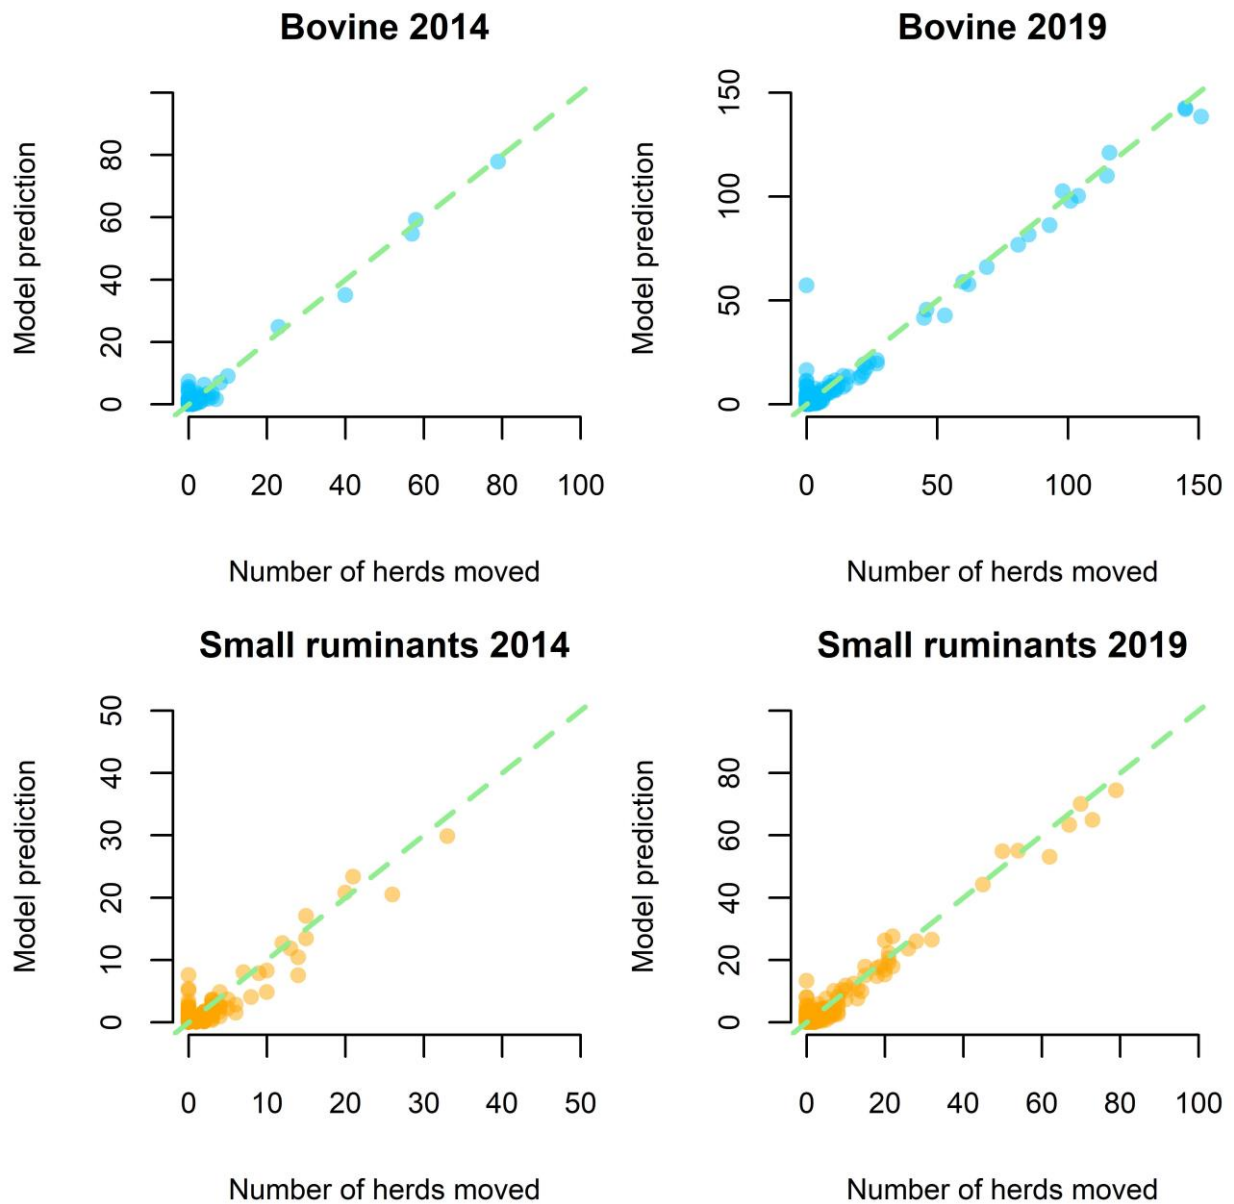 Bovine 2014
Model prediction
0 20 40 60 80
0 20 40 60 80 100
Number of herds moved
Bovine 2019
Model prediction
0 50 100 150
0 50 100 150
Number of herds moved
Small ruminants 2014
Model prediction
0 10 20 30 40 50
0 10 20 30 40 50
Number of herds moved
Small ruminants 2019
Model prediction
0 20 40 60 80
0 20 40 60 80 100
Number of herds moved